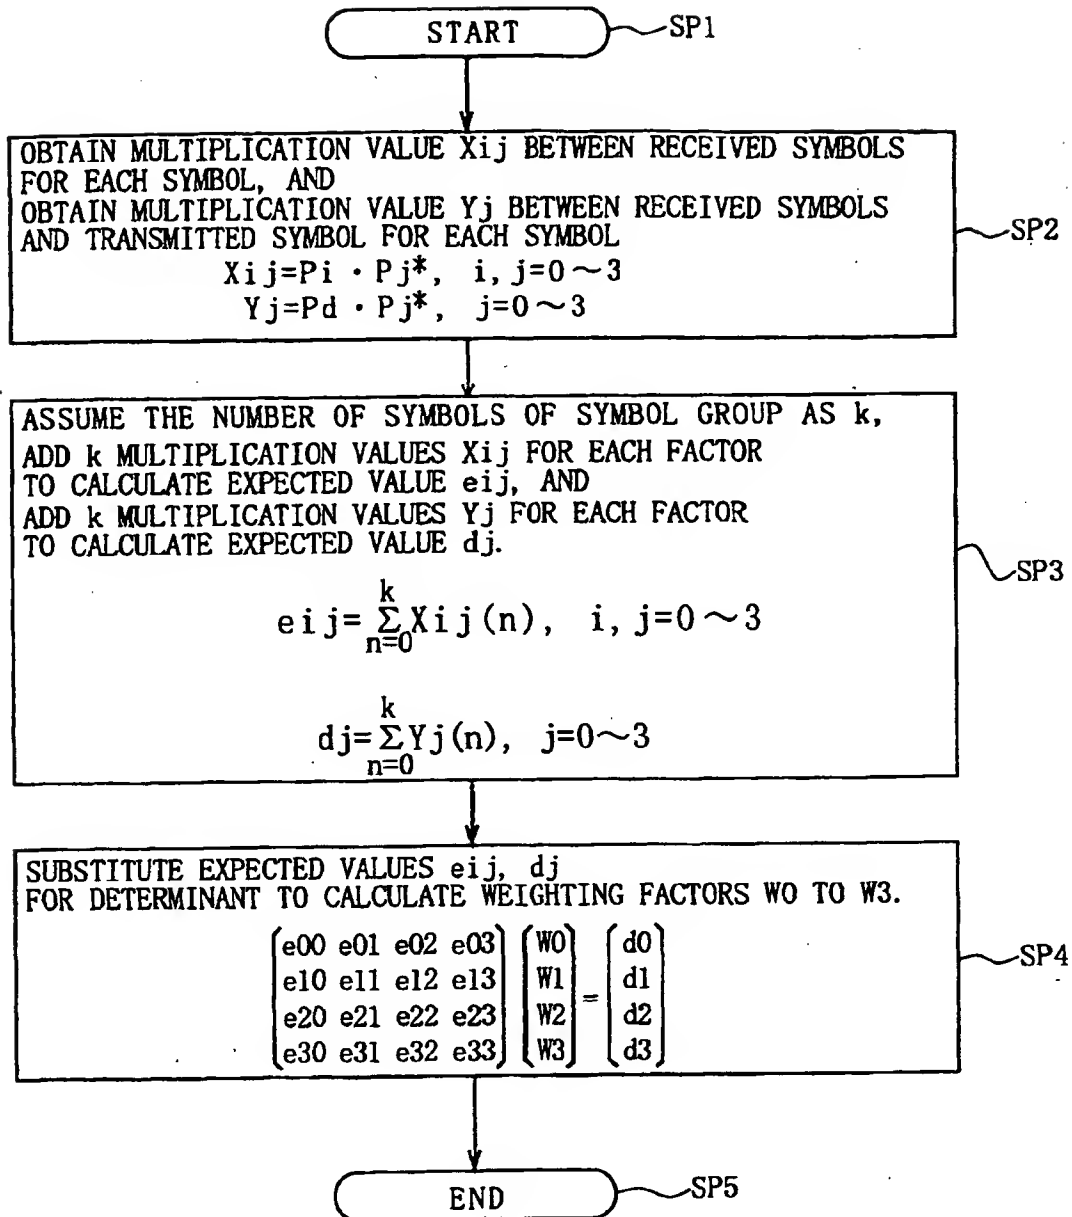 START
SP1
OBTAIN MULTIPLICATION VALUE Xij BETWEEN RECEIVED SYMBOLS
FOR EACH SYMBOL, AND
OBTAIN MULTIPLICATION VALUE Yj BETWEEN RECEIVED SYMBOLS
AND TRANSMITTED SYMBOL FOR EACH SYMBOL
Xij=Pi・Pj*, i,j=0～3
Yj=Pd・Pj*, j=0～3
SP2
ASSUME THE NUMBER OF SYMBOLS OF SYMBOL GROUP AS k,
ADD k MULTIPLICATION VALUES Xij FOR EACH FACTOR
TO CALCULATE EXPECTED VALUE eij, AND
ADD k MULTIPLICATION VALUES Yj FOR EACH FACTOR
TO CALCULATE EXPECTED VALUE dj.
k
eij=ΣXij(n), i,j=0～3
n=0
k
dj=ΣYj(n), j=0～3
n=0
SP3
SUBSTITUTE EXPECTED VALUES eij, dj
FOR DETERMINANT TO CALCULATE WEIGHTING FACTORS W0 TO W3.
e00 e01 e02 e03 W0 d0
e10 e11 e12 e13 W1 d1
=
e20 e21 e22 e23 W2 d2
e30 e31 e32 e33 W3 d3
SP4
END
SP5